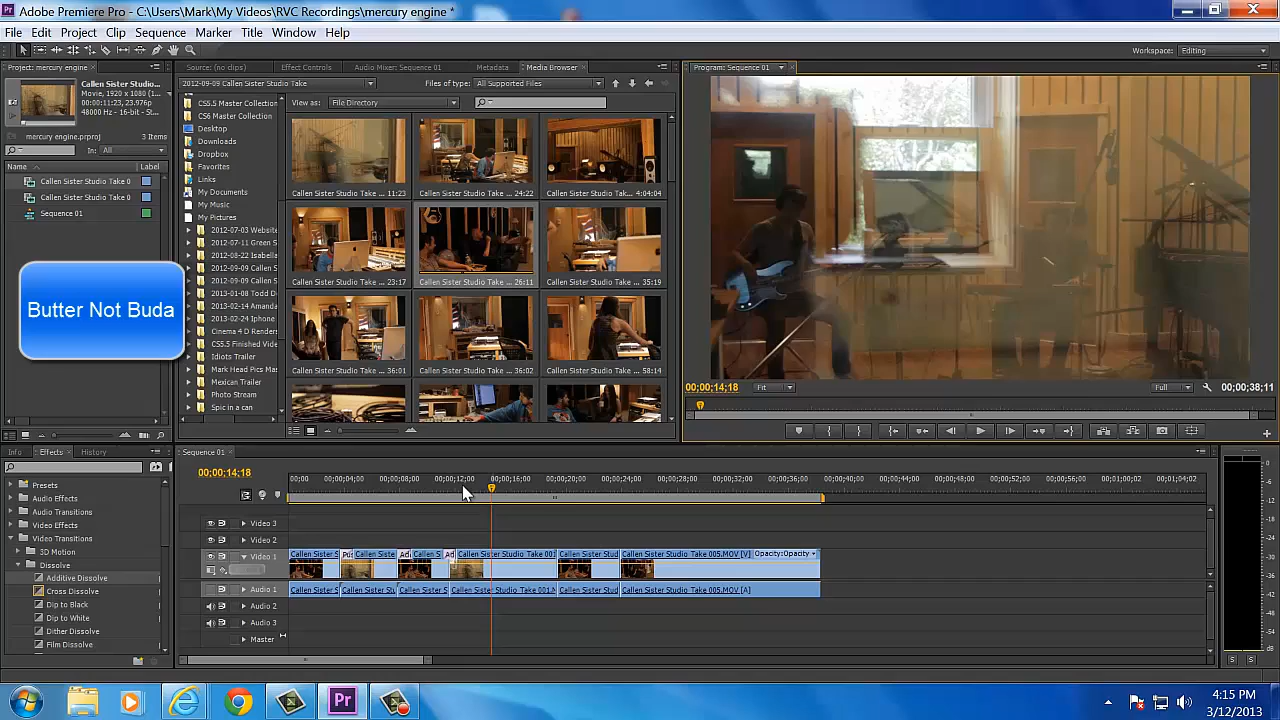 Adobe Premiere Pro - C:\Users\Mark\My Videos\RVC Recordings\mercury engine *
File Edit Project Clip Sequence Marker Title Window Help
Workspace: Editing
Project: mercury engine
Source: (no clips) Effect Controls Audio Mixer: Sequence 01 Metadata Media Browser
Program: Sequence 01
Callen Sister Studio...
Movie, 1920 x 1080 (1...
00;00;11;23, 23.976p
48000 Hz - 16-bit - St...
mercury engine.prproj 3 Items
In: All
Name Label
Callen Sister Studio Take 0
Callen Sister Studio Take 0
Sequence 01
Butter Not Buda
2012-09-09 Callen Sister Studio Take
Files of type: All Supported Files
View as: File Directory
CS5.5 Master Collection
CS6 Master Collection
Desktop
Downloads
Dropbox
Favorites
Links
My Documents
My Music
My Pictures
2012-07-03 Website
2012-07-11 Green S
2012-08-22 Isabella
2012-09-09 Callen S
2012-09-09 Callen S
2013-01-08 Todd D
2013-02-14 Amanda
2013-02-24 Iphone
Cinema 4 D Renders
CS5.5 Finished Video
Idiots Trailer
Mark Head Pics Mas
Mexican Trailer
Photo Stream
Spic in a can
Callen Sister Studio Take ... 11:23
Callen Sister Studio Take ... 24:22
Callen Sister Studio Tak... 4:04:04
Callen Sister Studio Take ... 23:17
Callen Sister Studio Take ... 26:11
Callen Sister Studio Take ... 35:19
Callen Sister Studio Take ... 36:01
Callen Sister Studio Take ... 36:02
Callen Sister Studio Take ... 58:14
00;00;14;18 Fit Full 00;00;38;11
Info Effects History
Presets
Audio Effects
Audio Transitions
Video Effects
Video Transitions
3D Motion
Dissolve
Additive Dissolve
Cross Dissolve
Dip to Black
Dip to White
Dither Dissolve
Film Dissolve
Sequence 01
00;00;14;18
00;00 00;00;04;00 00;00;08;00 00;00;12;00 00;00;16;00 00;00;20;00 00;00;24;00 00;00;28;00 00;00;32;00 00;00;36;00 00;00;40;00 00;00;44;00 00;00;48;00 00;00;52;00 00;00;56;00 00;01;00;00 00;01;04;00
Video 3
Video 2
Video 1
Callen Sister S Callen Siste Callen S Callen Sister Studio Take 001 Callen Sister Stud Callen Sister Studio Take 005.MOV [V] Opacity:Opacity
Audio 1
Callen Sister S Callen Sister Stu Callen Sister S Callen Sister Studio Take 001.M Callen Sister Stud Callen Sister Studio Take 005.MOV [A]
Audio 2
Audio 3
Master
0
-6
-12
-18
-24
-30
-36
-42
-48
-54
S S
4:15 PM
3/12/2013